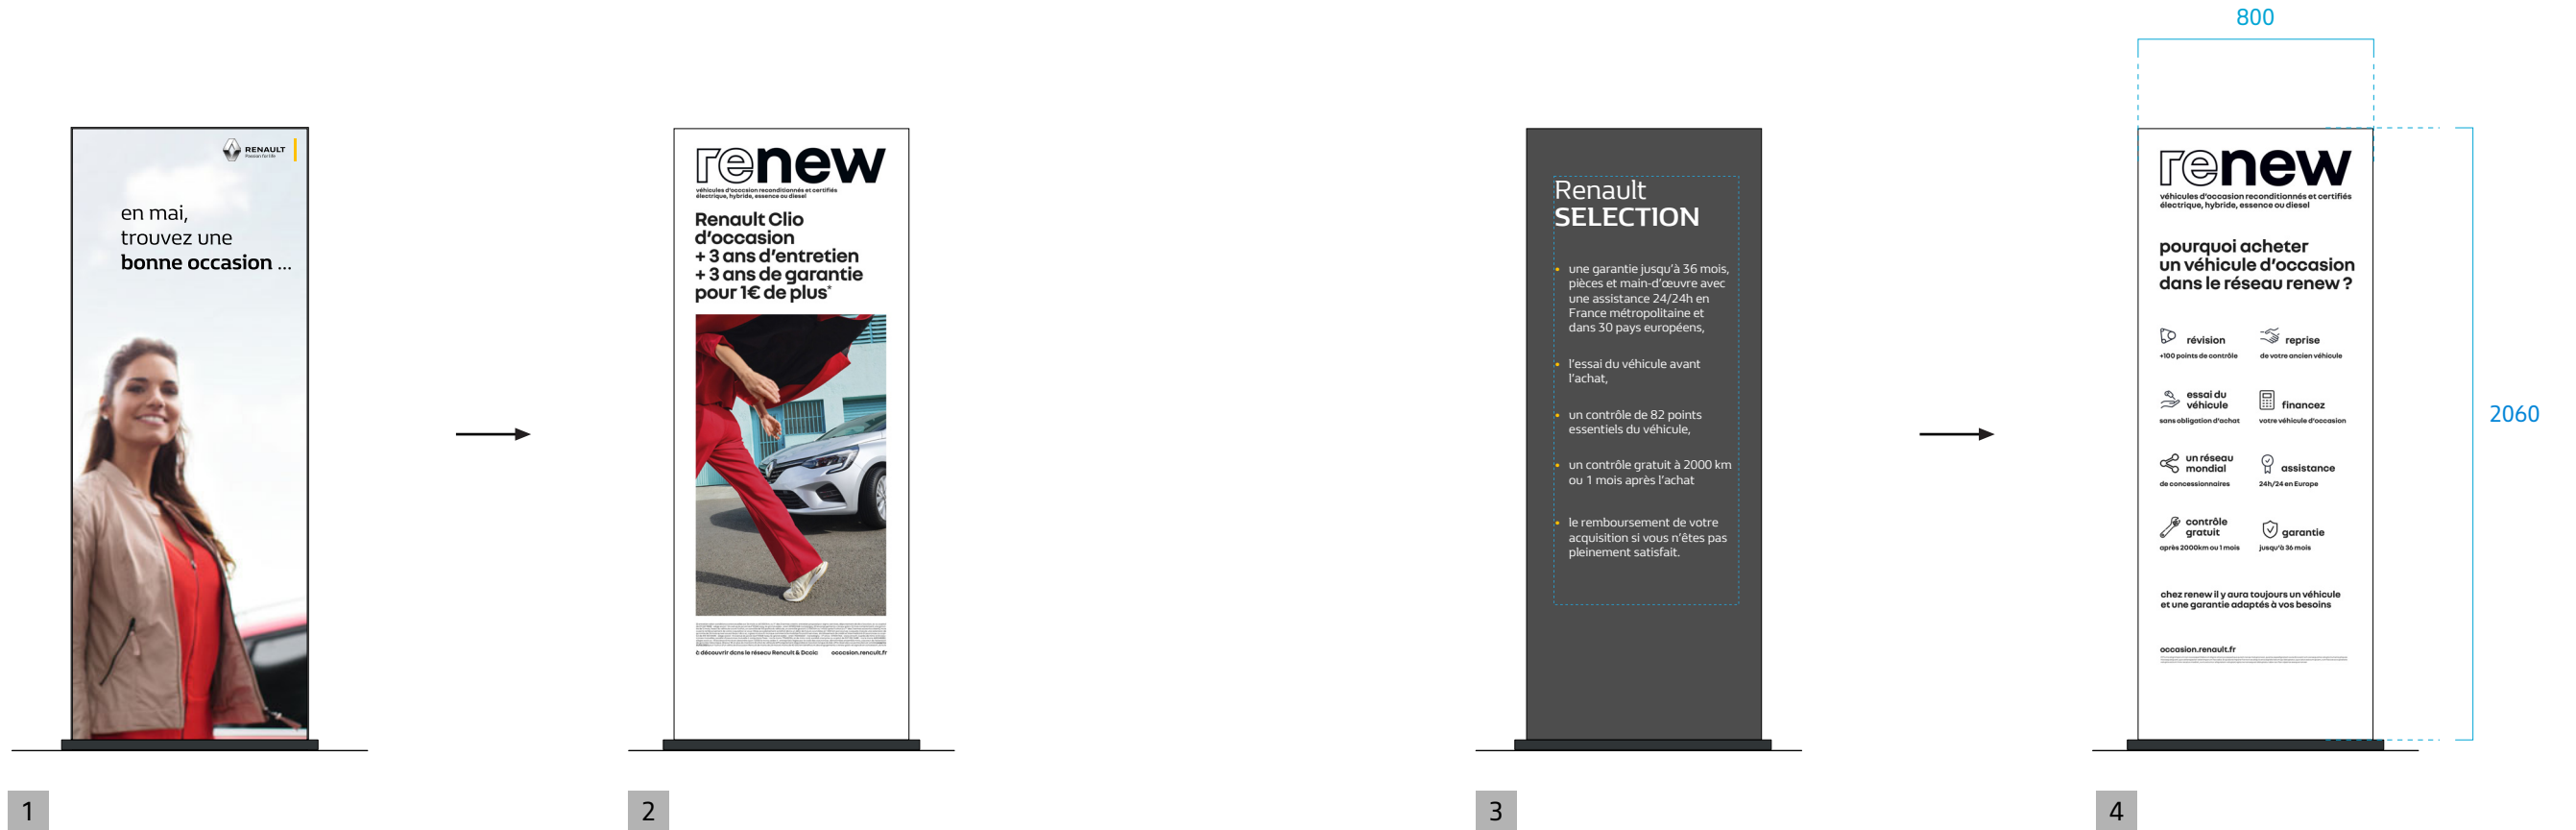 RENAULT
Passion for life
en mai,
trouvez une
bonne occasion ...
1
renew
véhicules d'occasion reconditionnés et certifiés
électrique, hybride, essence ou diesel
Renault Clio
d'occasion
+ 3 ans d'entretien
+ 3 ans de garantie
pour 1€ de plus*
à découvrir dans le réseau Renault & Dacia occasion.renault.fr
2
Renault
SELECTION
• une garantie jusqu'à 36 mois,
pièces et main-d'œuvre avec
une assistance 24/24h en
France métropolitaine et
dans 30 pays européens,
• l'essai du véhicule avant
l'achat,
• un contrôle de 82 points
essentiels du véhicule,
• un contrôle gratuit à 2000 km
ou 1 mois après l'achat
• le remboursement de votre
acquisition si vous n'êtes pas
pleinement satisfait.
3
800
2060
renew
véhicules d'occasion reconditionnés et certifiés
électrique, hybride, essence ou diesel
pourquoi acheter
un véhicule d'occasion
dans le réseau renew ?
révision
+100 points de contrôle
reprise
de votre ancien véhicule
essai du
véhicule
sans obligation d'achat
financez
votre véhicule d'occasion
un réseau
mondial
de concessionnaires
assistance
24h/24 en Europe
contrôle
gratuit
après 2000km ou 1 mois
garantie
jusqu'à 36 mois
chez renew il y aura toujours un véhicule
et une garantie adaptés à vos besoins
occasion.renault.fr
4